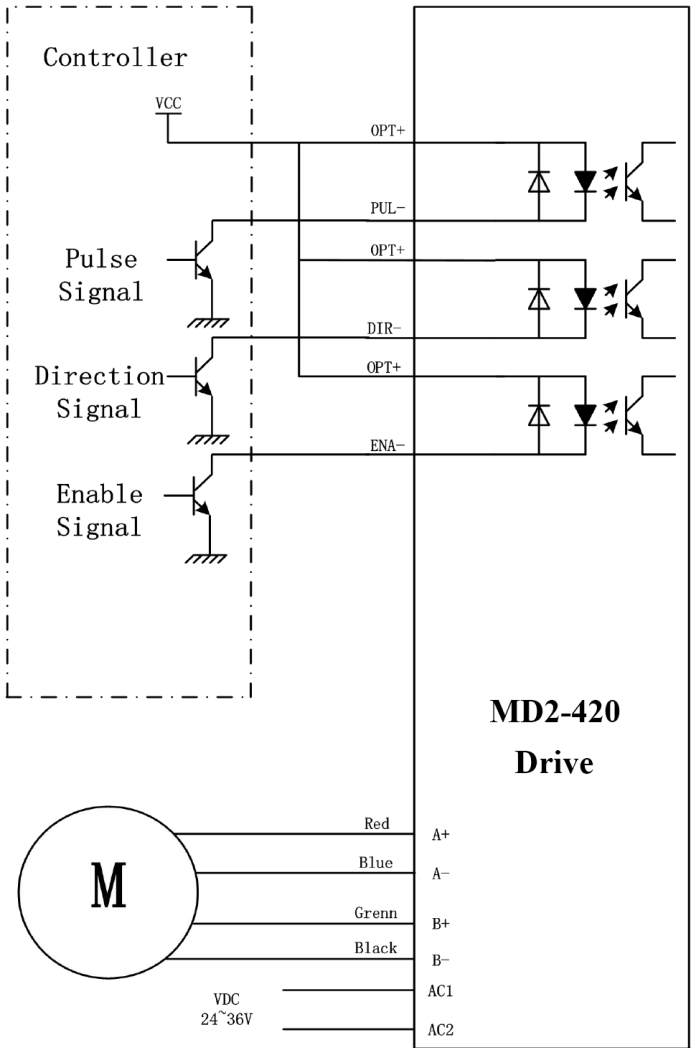 Controller
VCC
OPT+
PUL-
OPT+
Pulse
Signal
DIR-
OPT+
Direction
Signal
ENA-
Enable
Signal
MD2-420
Drive
M
Red
A+
Blue
A-
Grenn
B+
Black
B-
AC1
VDC
24~36V
AC2